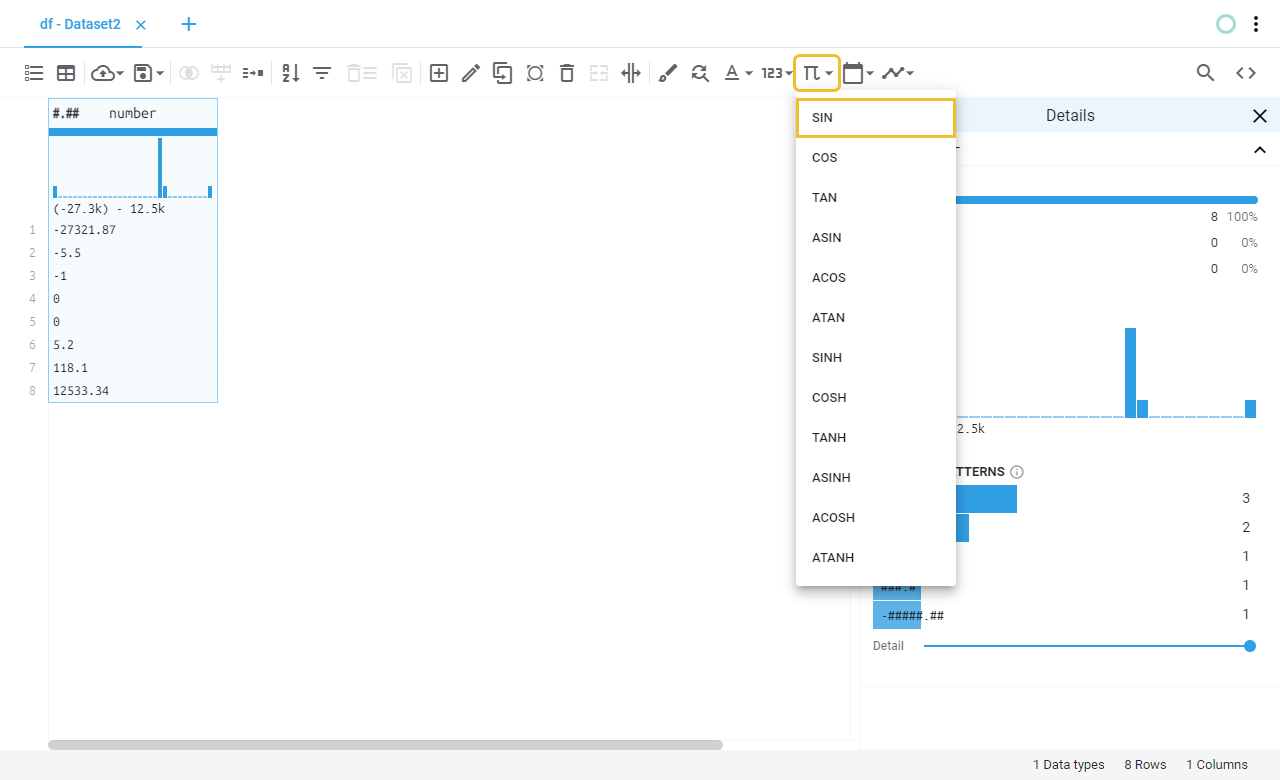 df - Dataset2
123
#.## number
(-27.3k) - 12.5k
1 -27321.87
2 -5.5
3 -1
4 0
5 0
6 5.2
7 118.1
8 12533.34
SIN
COS
TAN
ASIN
ACOS
ATAN
SINH
COSH
TANH
ASINH
ACOSH
ATANH
Details
8 100%
0 0%
0 0%
2.5k
TTERNS
3
2
1
###.# 1
-#####.## 1
Detail
1 Data types 8 Rows 1 Columns